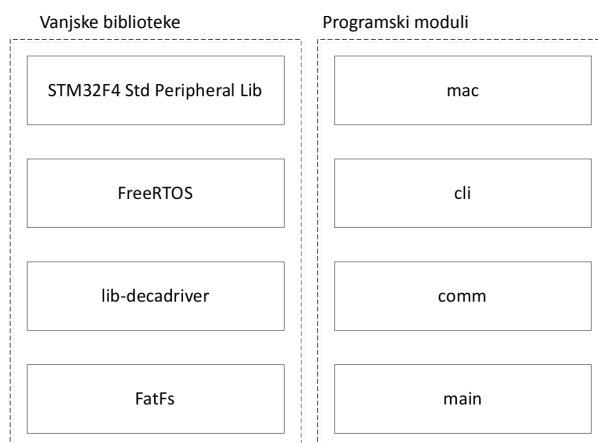 Vanjske biblioteke
STM32F4 Std Peripheral Lib
FreeRTOS
lib-decadriver
FatFs
Programski moduli
mac
cli
comm
main